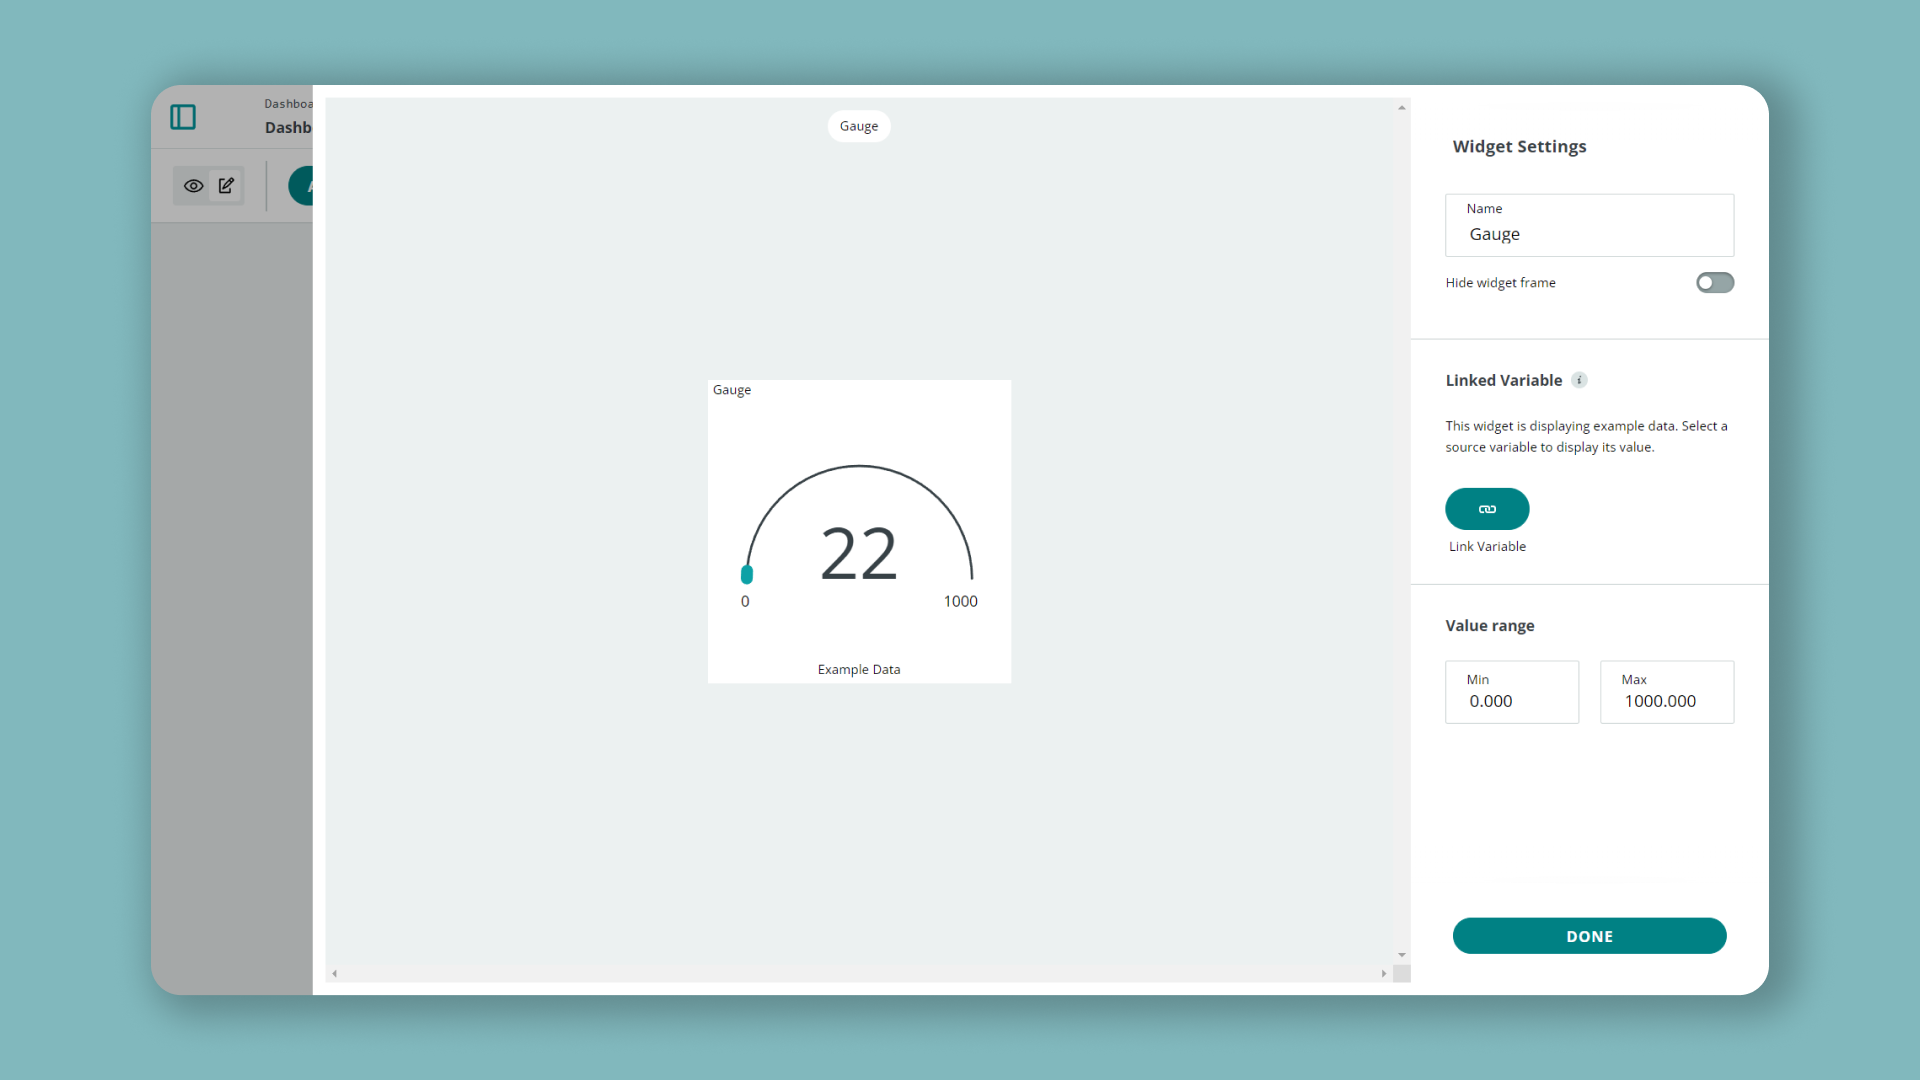 Dashboa
Dashb
A
Gauge
Gauge
22
0
1000
Example Data
Widget Settings
Name
Gauge
Hide widget frame
Linked Variable i
This widget is displaying example data. Select a
source variable to display its value.
Link Variable
Value range
Min
0.000
Max
1000.000
DONE